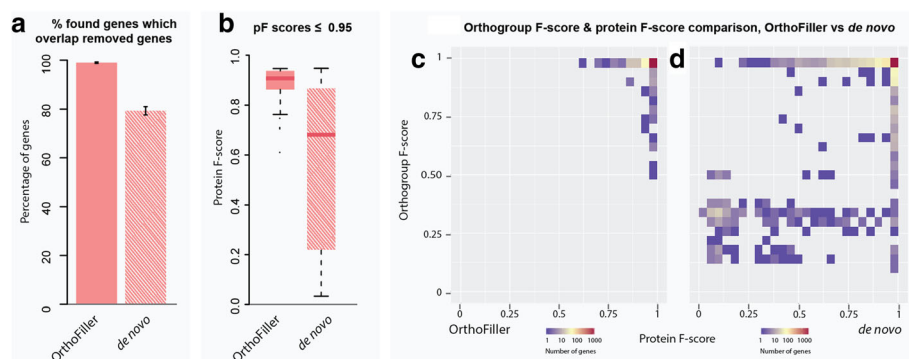 a
% found genes which
overlap removed genes
Percentage of genes
100
80
60
40
20
0
OrthoFiller
de novo
b
pF scores ≤ 0.95
Protein F-score
1.0
0.8
0.6
0.4
0.2
0.0
OrthoFiller
de novo
Orthogroup F-score & protein F-score comparison, OrthoFiller vs de novo
c
Orthogroup F-score
1
0.75
0.50
0.25
0
0 0.25 0.5 0.75 1
OrthoFiller
1 10 100 1000
Number of genes
Protein F-score
d
0 0.25 0.5 0.75 1
de novo
1 10 100 1000
Number of genes